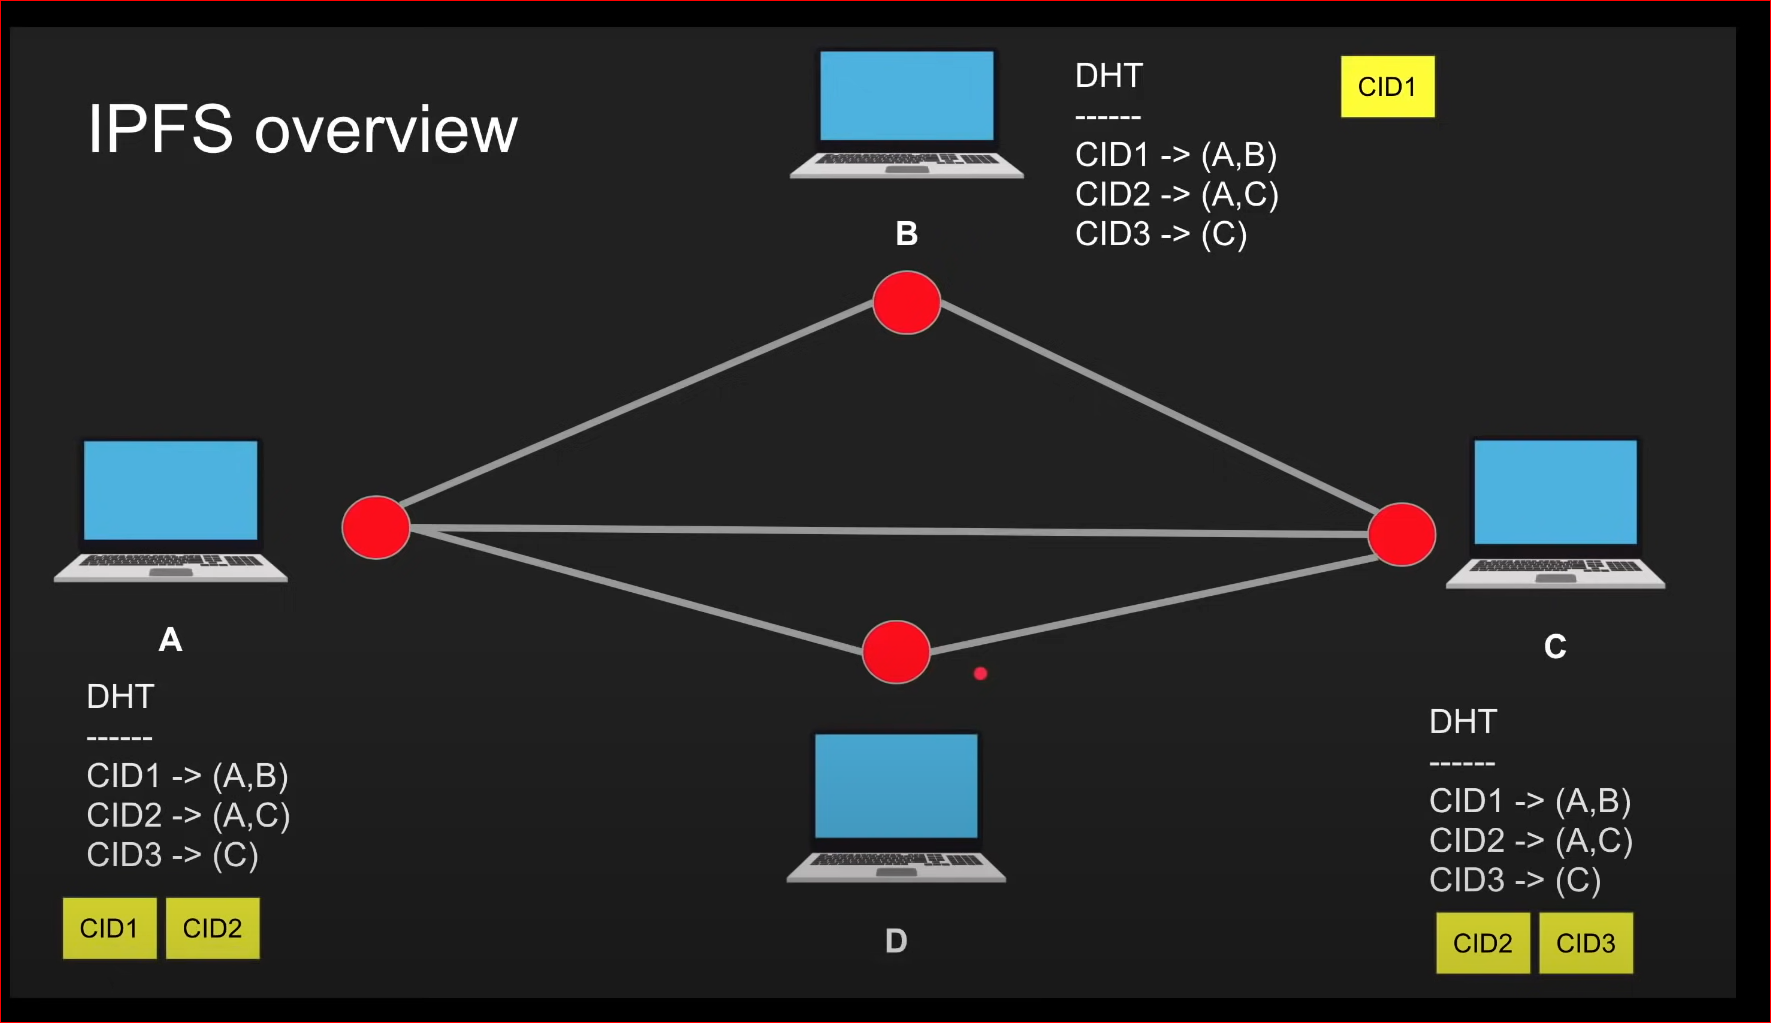 IPFS overview
DHT
------
CID1 -> (A,B)
CID2 -> (A,C)
CID3 -> (C)
CID1
B
A
DHT
------
CID1 -> (A,B)
CID2 -> (A,C)
CID3 -> (C)
CID1
CID2
D
C
DHT
------
CID1 -> (A,B)
CID2 -> (A,C)
CID3 -> (C)
CID2
CID3